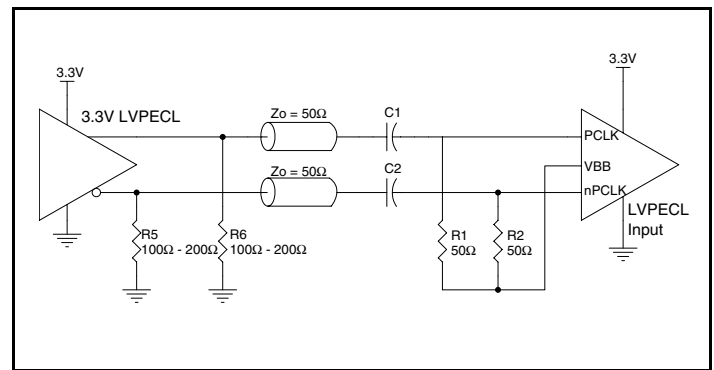 3.3V
3.3V
3.3V LVPECL
Zo = 50Ω
C1
PCLK
VBB
Zo = 50Ω
C2
nPCLK
LVPECL
Input
R5
100Ω - 200Ω
R6
100Ω - 200Ω
R1
50Ω
R2
50Ω